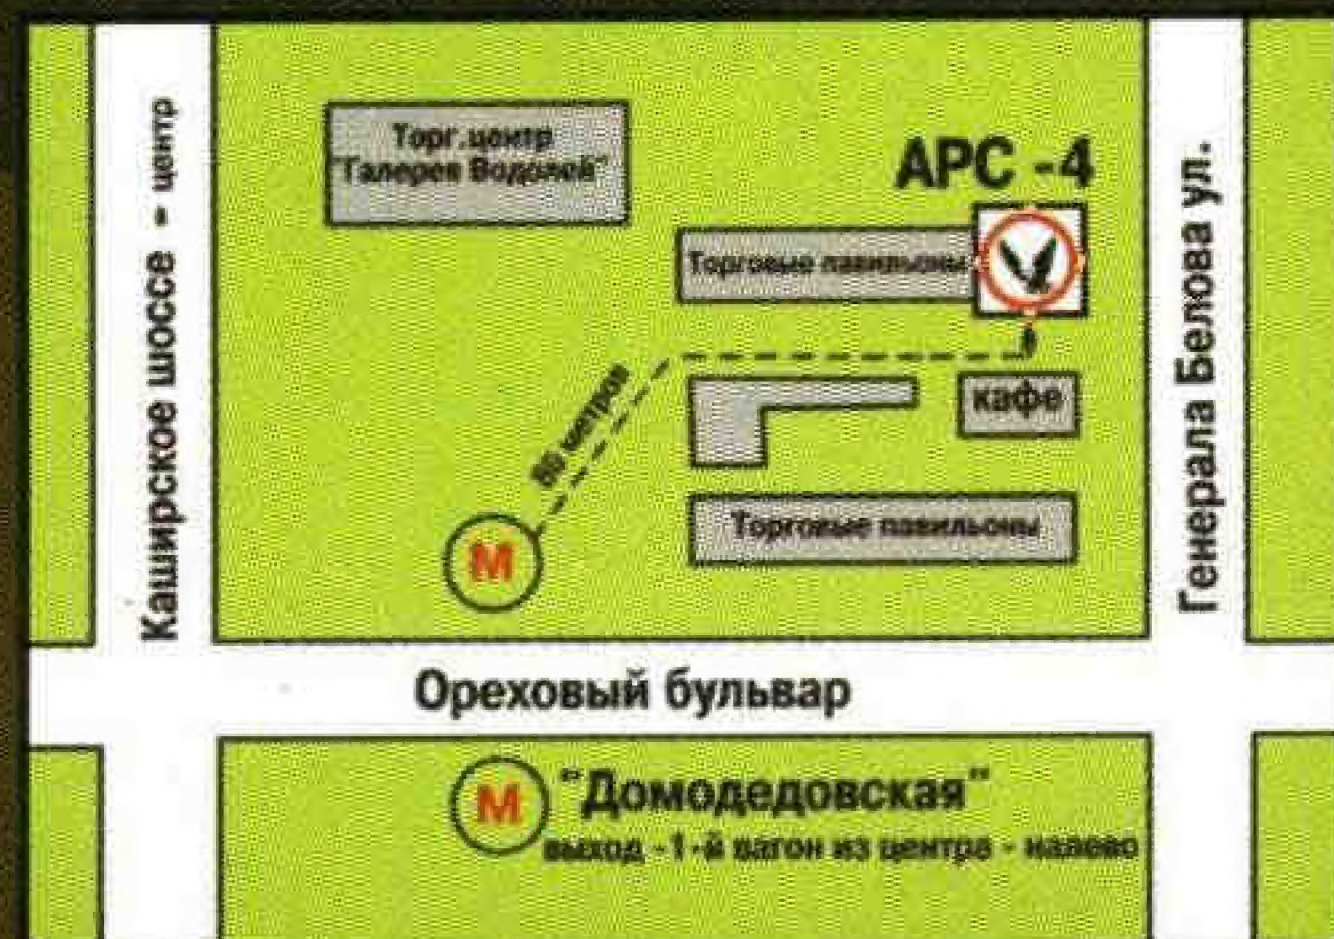 Каширское шоссе - центр
Торг.центр
"Галерея Водолей"
АРС -4
Торговые павильоны
Генерала Белова ул.
метров
кафе
М
Торговые павильоны
Ореховый бульвар
М "Домодедовская"
выход -1-й вагон из центра - налево